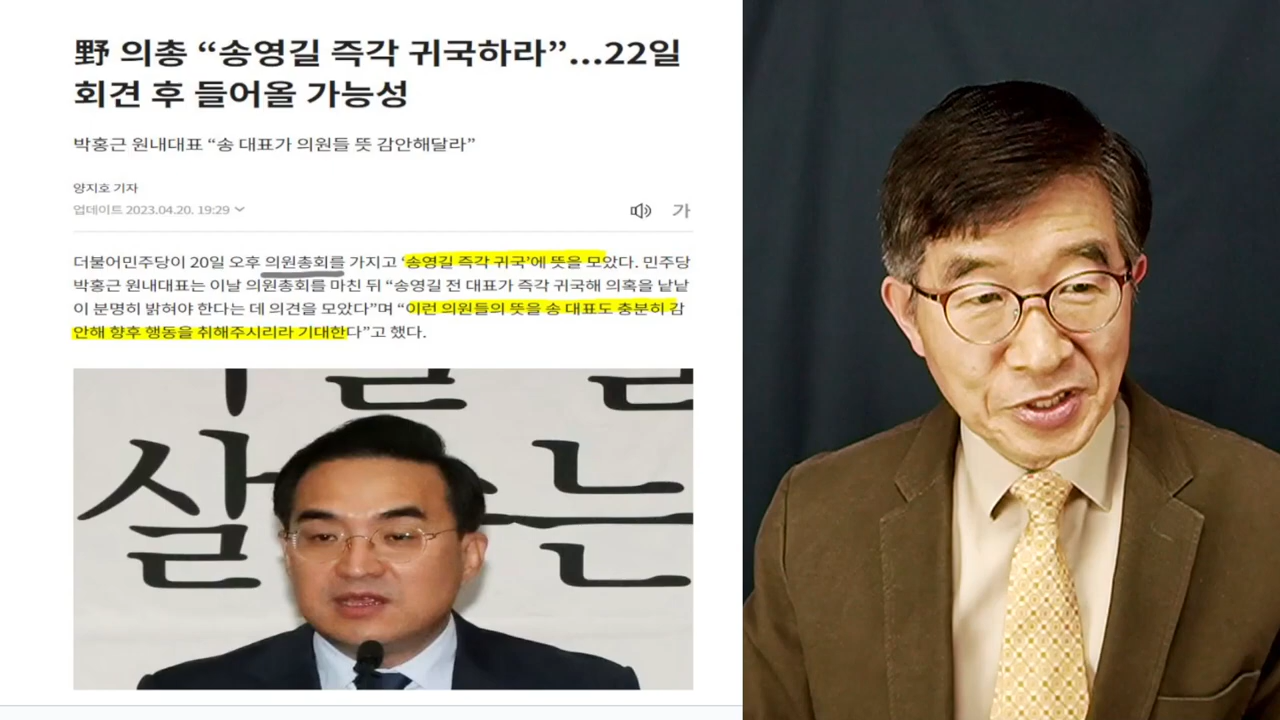 野 의총 “송영길 즉각 귀국하라”...22일
회견 후 들어올 가능성
박홍근 원내대표 “송 대표가 의원들 뜻 감안해달라”
양지호 기자
업데이트 2023.04.20. 19:29
가
더불어민주당이 20일 오후 의원총회를 가지고 ‘송영길 즉각 귀국’에 뜻을 모았다. 민주당
박홍근 원내대표는 이날 의원총회를 마친 뒤 “송영길 전 대표가 즉각 귀국해 의혹을 낱낱
이 분명히 밝혀야 한다는 데 의견을 모았다”며 “이런 의원들의 뜻을 송 대표도 충분히 감
안해 향후 행동을 취해주시리라 기대한다”고 했다.
살 는